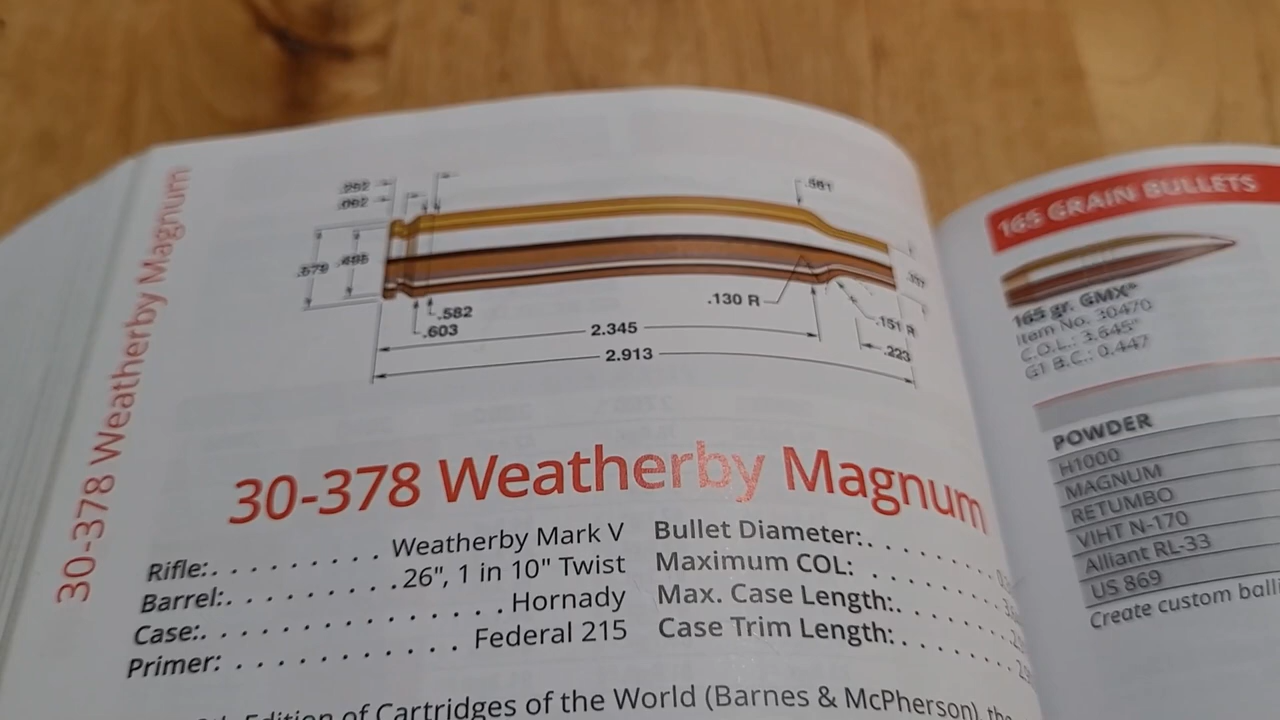 30-378 Weatherby Magnum
.252
.579
.582
.603
.130 R
.151 R
.223
2.345
2.913
30-378 Weatherby Magnum
Rifle: . . . . . . . . . . Weatherby Mark V
Barrel: . . . . . . . . . . 26", 1 in 10" Twist
Case: . . . . . . . . . . . . . . . . . Hornady
Primer: . . . . . . . . . . . . . Federal 215
Bullet Diameter: . . . . . . . .
Maximum COL: . . . . . . . .
Max. Case Length: . . . . . . .
Case Trim Length: . . . . . . .
Edition of Cartridges of the World (Barnes & McPherson), the
165 GRAIN BULLETS
165 gr. GMX®
Item No. 30470
C.O.L.: 3.645"
G1 B.C.: 0.447
POWDER
H1000
MAGNUM
RETUMBO
VIHT N-170
Alliant RL-33
US 869
Create custom